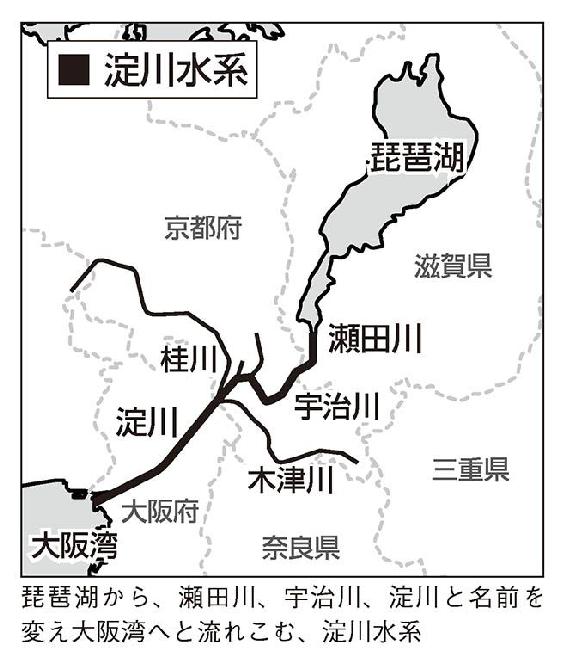 ■ 淀川水系
琵琶湖
京都府
滋賀県
瀬田川
桂川
宇治川
淀川
木津川
三重県
大阪府
大阪湾
奈良県
琵琶湖から、瀬田川、宇治川、淀川と名前を
変え大阪湾へと流れこむ、淀川水系